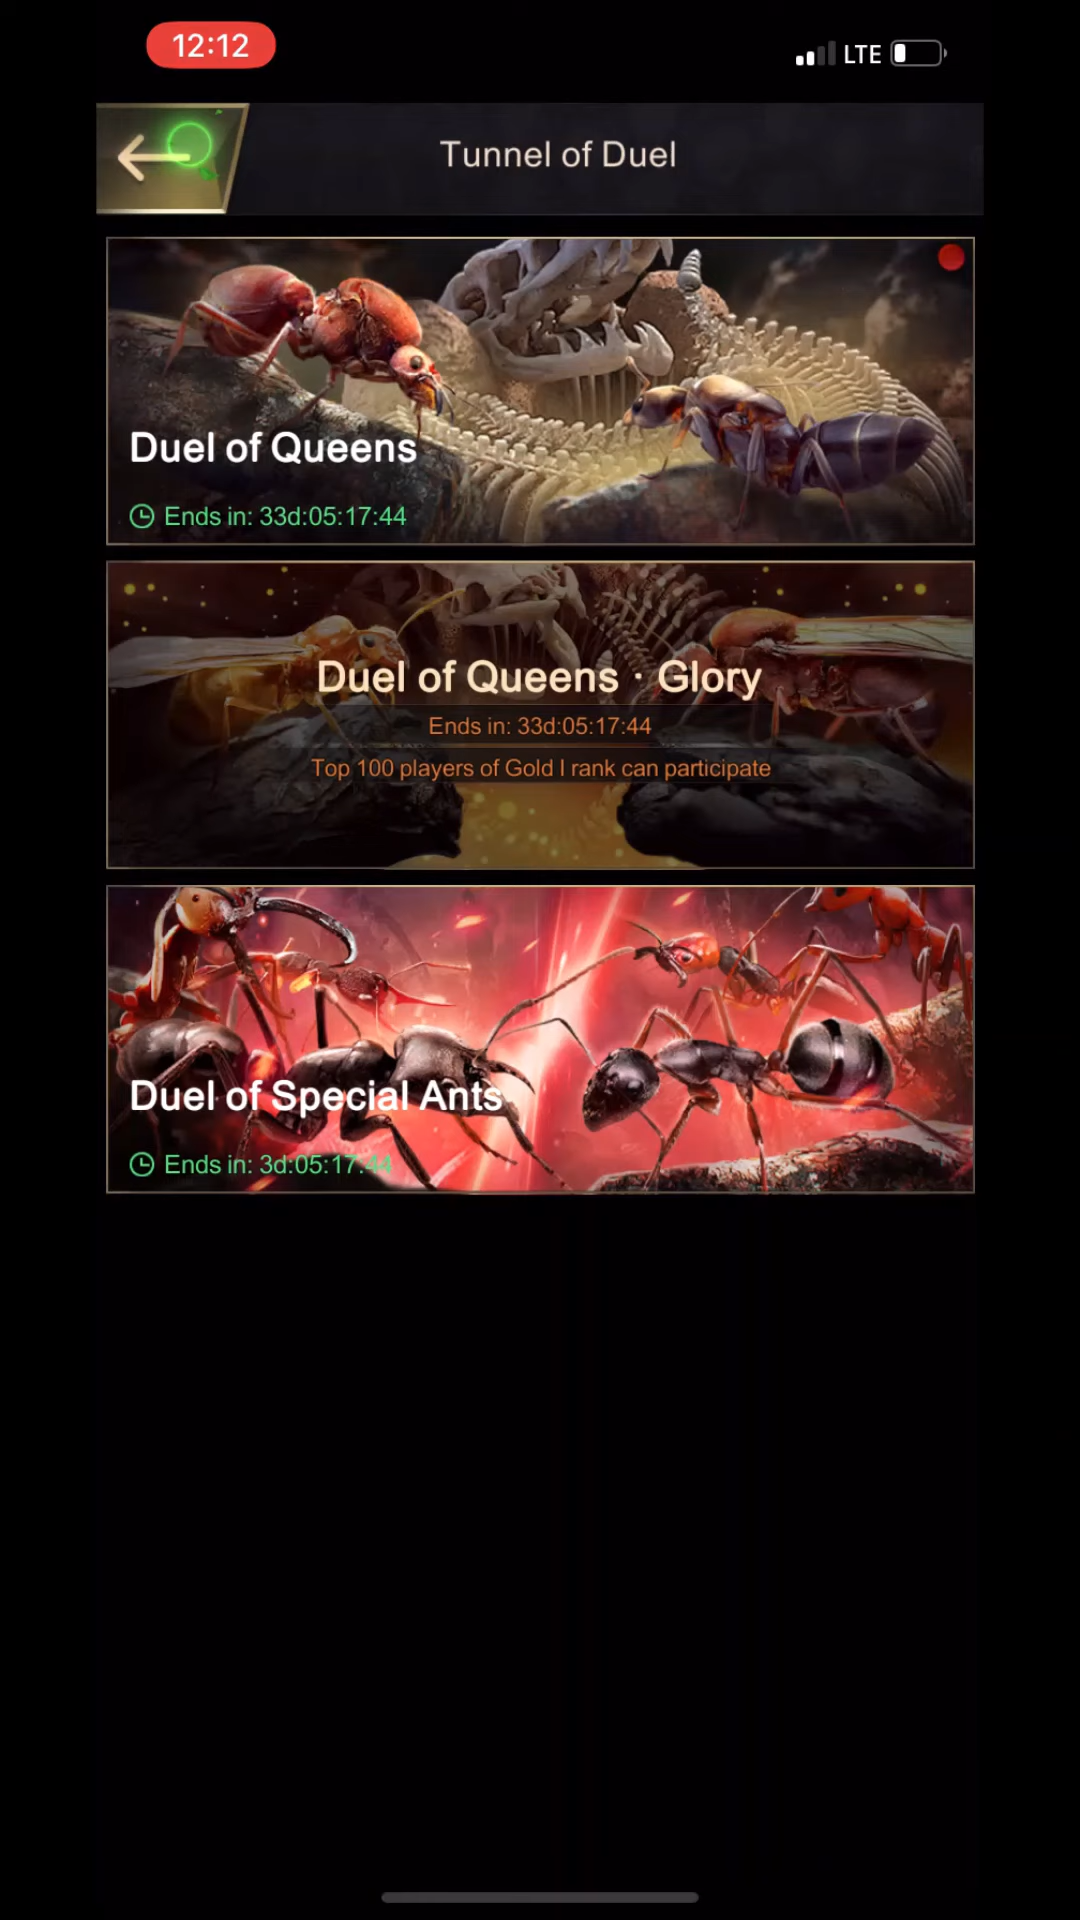 12:12
LTE
Tunnel of Duel
Duel of Queens
Ends in: 33d:05:17:44
Duel of Queens · Glory
Ends in: 33d:05:17:44
Top 100 players of Gold I rank can participate
Duel of Special Ants
Ends in: 3d:05:17:44